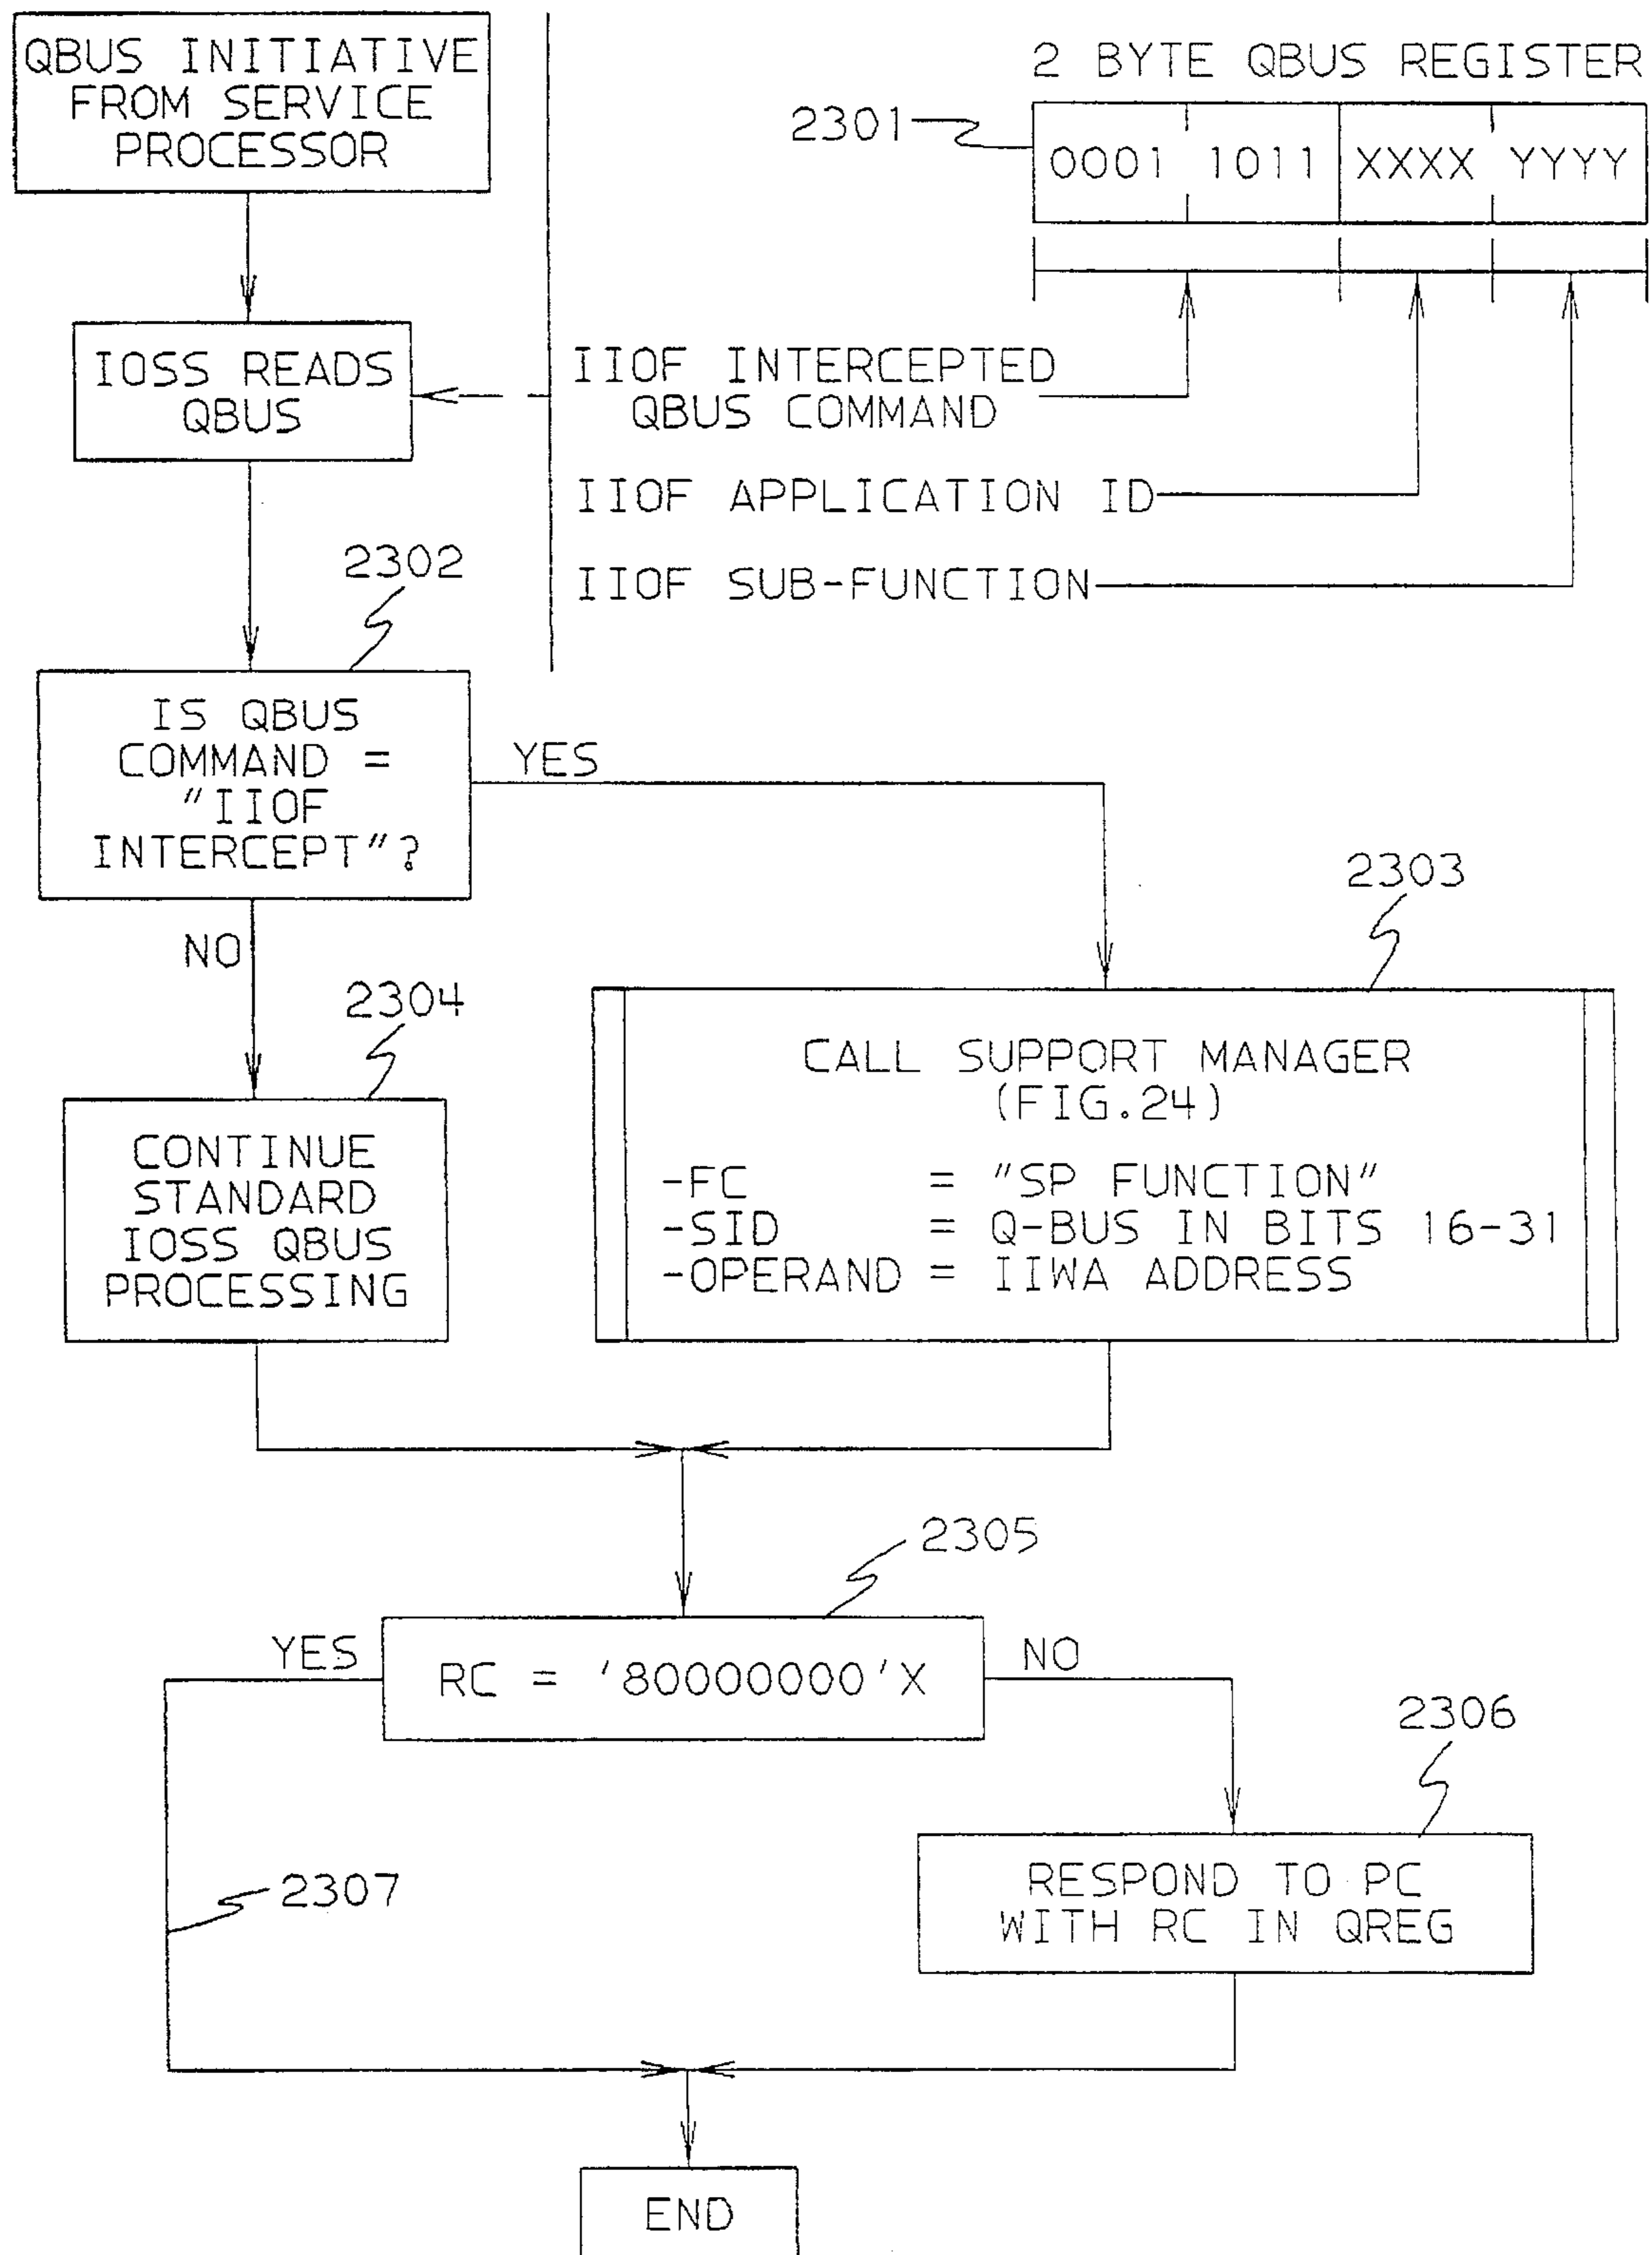 QBUS INITIATIVE
FROM SERVICE
PROCESSOR
2 BYTE QBUS REGISTER
2301
0001 1011 XXXX YYYY
IOSS READS
QBUS
IIOF INTERCEPTED
QBUS COMMAND
IIOF APPLICATION ID
IIOF SUB-FUNCTION
2302
IS QBUS
COMMAND =
"IIOF
INTERCEPT"?
YES
NO
2303
2304
CALL SUPPORT MANAGER
(FIG.24)
-FC = "SP FUNCTION"
-SID = Q-BUS IN BITS 16-31
-OPERAND = IIWA ADDRESS
CONTINUE
STANDARD
IOSS QBUS
PROCESSING
2305
YES
RC = '80000000'X
NO
2306
RESPOND TO PC
WITH RC IN QREG
2307
END